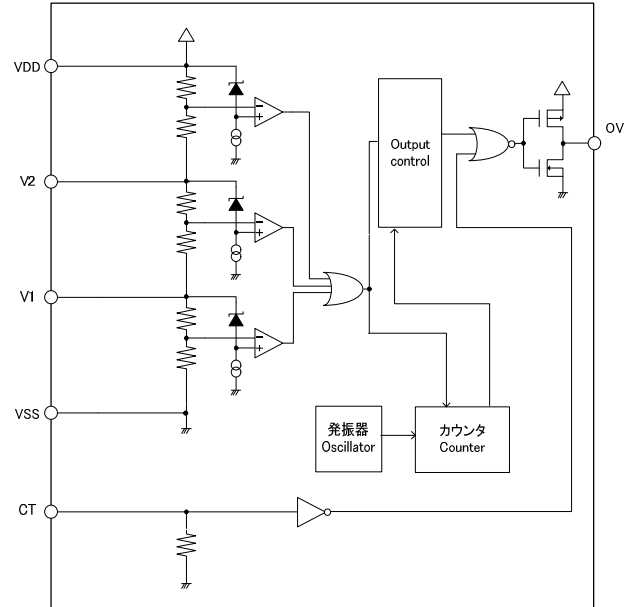 VDD
V2
V1
VSS
CT
OV
Output
control
発振器
Oscillator
カウンタ
Counter